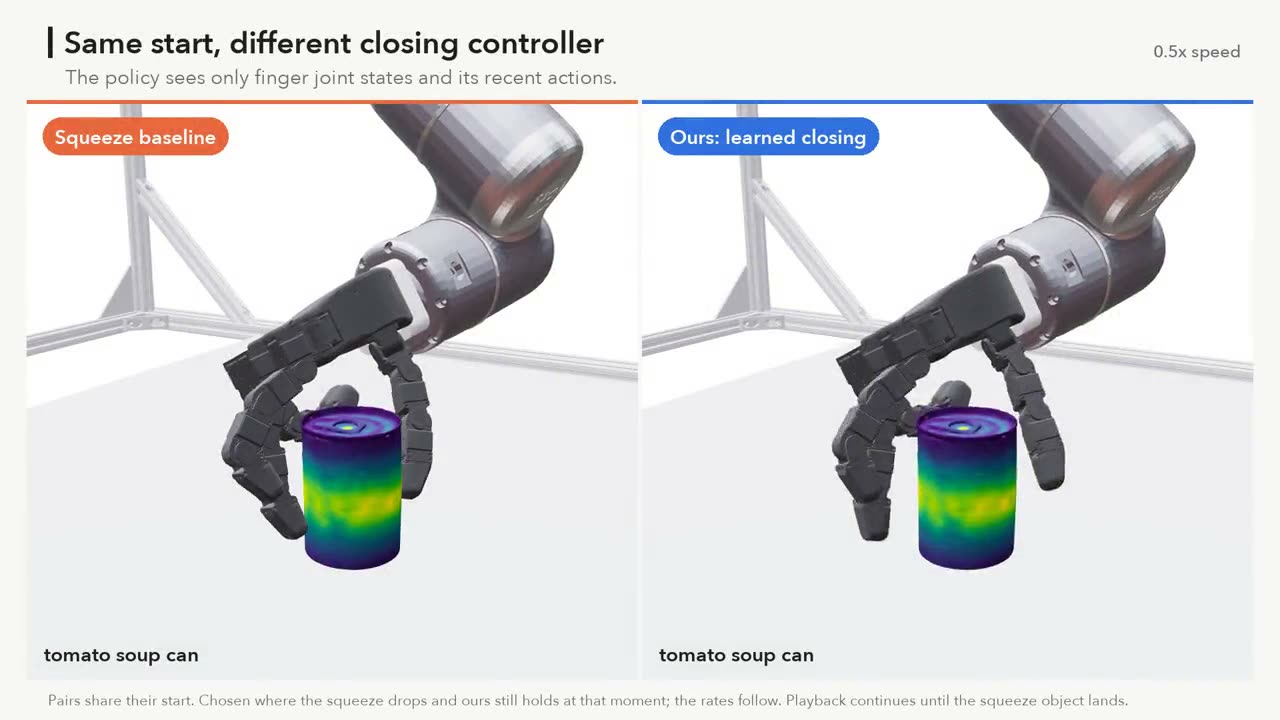 Same start, different closing controller
The policy sees only finger joint states and its recent actions.
0.5x speed
Squeeze baseline
Ours: learned closing
tomato soup can
tomato soup can
Pairs share their start. Chosen where the squeeze drops and ours still holds at that moment; the rates follow. Playback continues until the squeeze object lands.